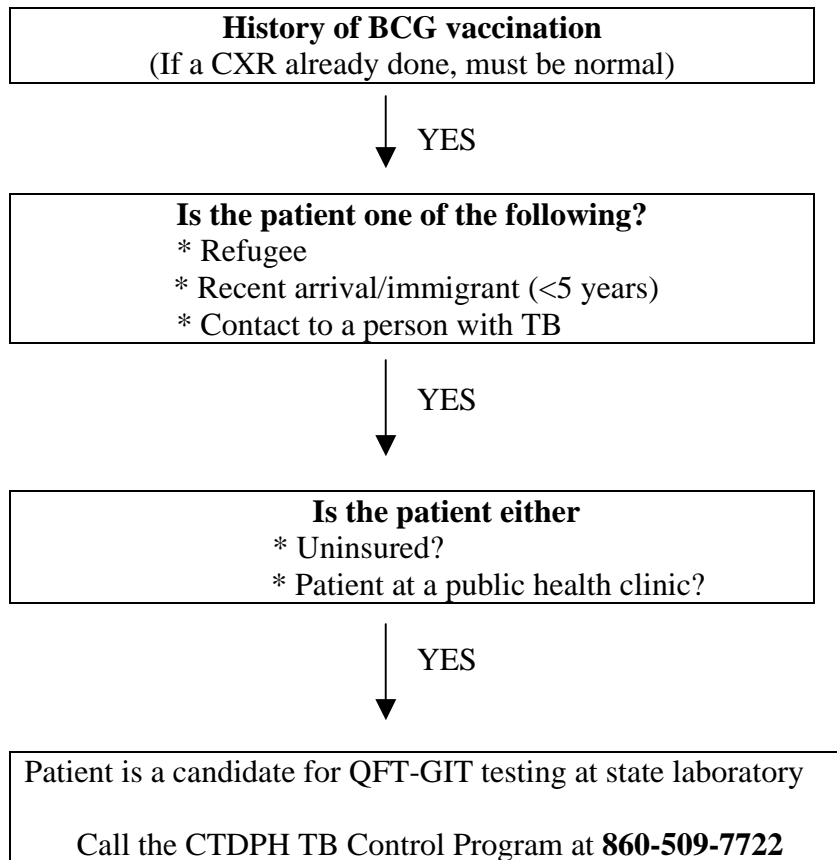 History of BCG vaccination
(If a CXR already done, must be normal)
YES
Is the patient one of the following?
* Refugee
* Recent arrival/immigrant (<5 years)
* Contact to a person with TB
YES
Is the patient either
* Uninsured?
* Patient at a public health clinic?
YES
Patient is a candidate for QFT-GIT testing at state laboratory
Call the CTDPH TB Control Program at 860-509-7722